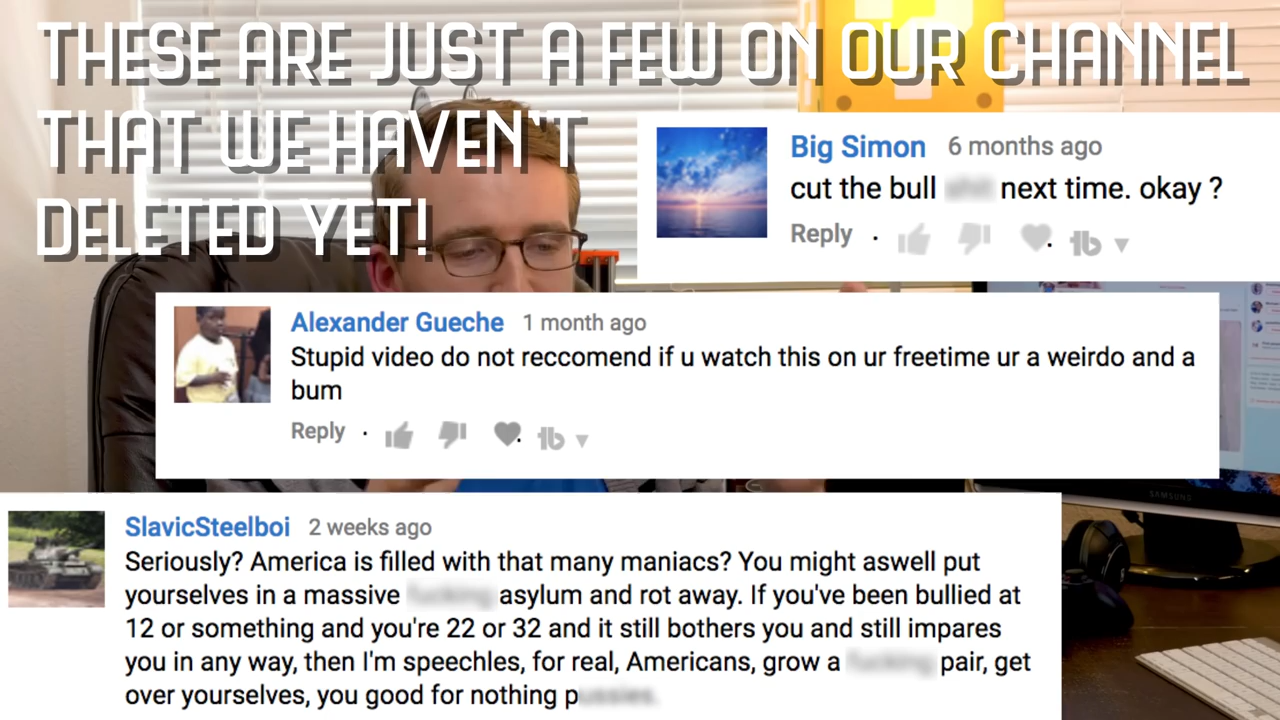 THESE ARE JUST A FEW ON OUR CHANNEL
THAT WE HAVEN'T
DELETED YET!
Big Simon 6 months ago
cut the bull next time. okay ?
Reply
Alexander Gueche 1 month ago
Stupid video do not reccomend if u watch this on ur freetime ur a weirdo and a
bum
Reply
SAMSUNG
SlavicSteelboi 2 weeks ago
Seriously? America is filled with that many maniacs? You might aswell put
yourselves in a massive asylum and rot away. If you've been bullied at
12 or something and you're 22 or 32 and it still bothers you and still impares
you in any way, then I'm speechles, for real, Americans, grow a pair, get
over yourselves, you good for nothing p